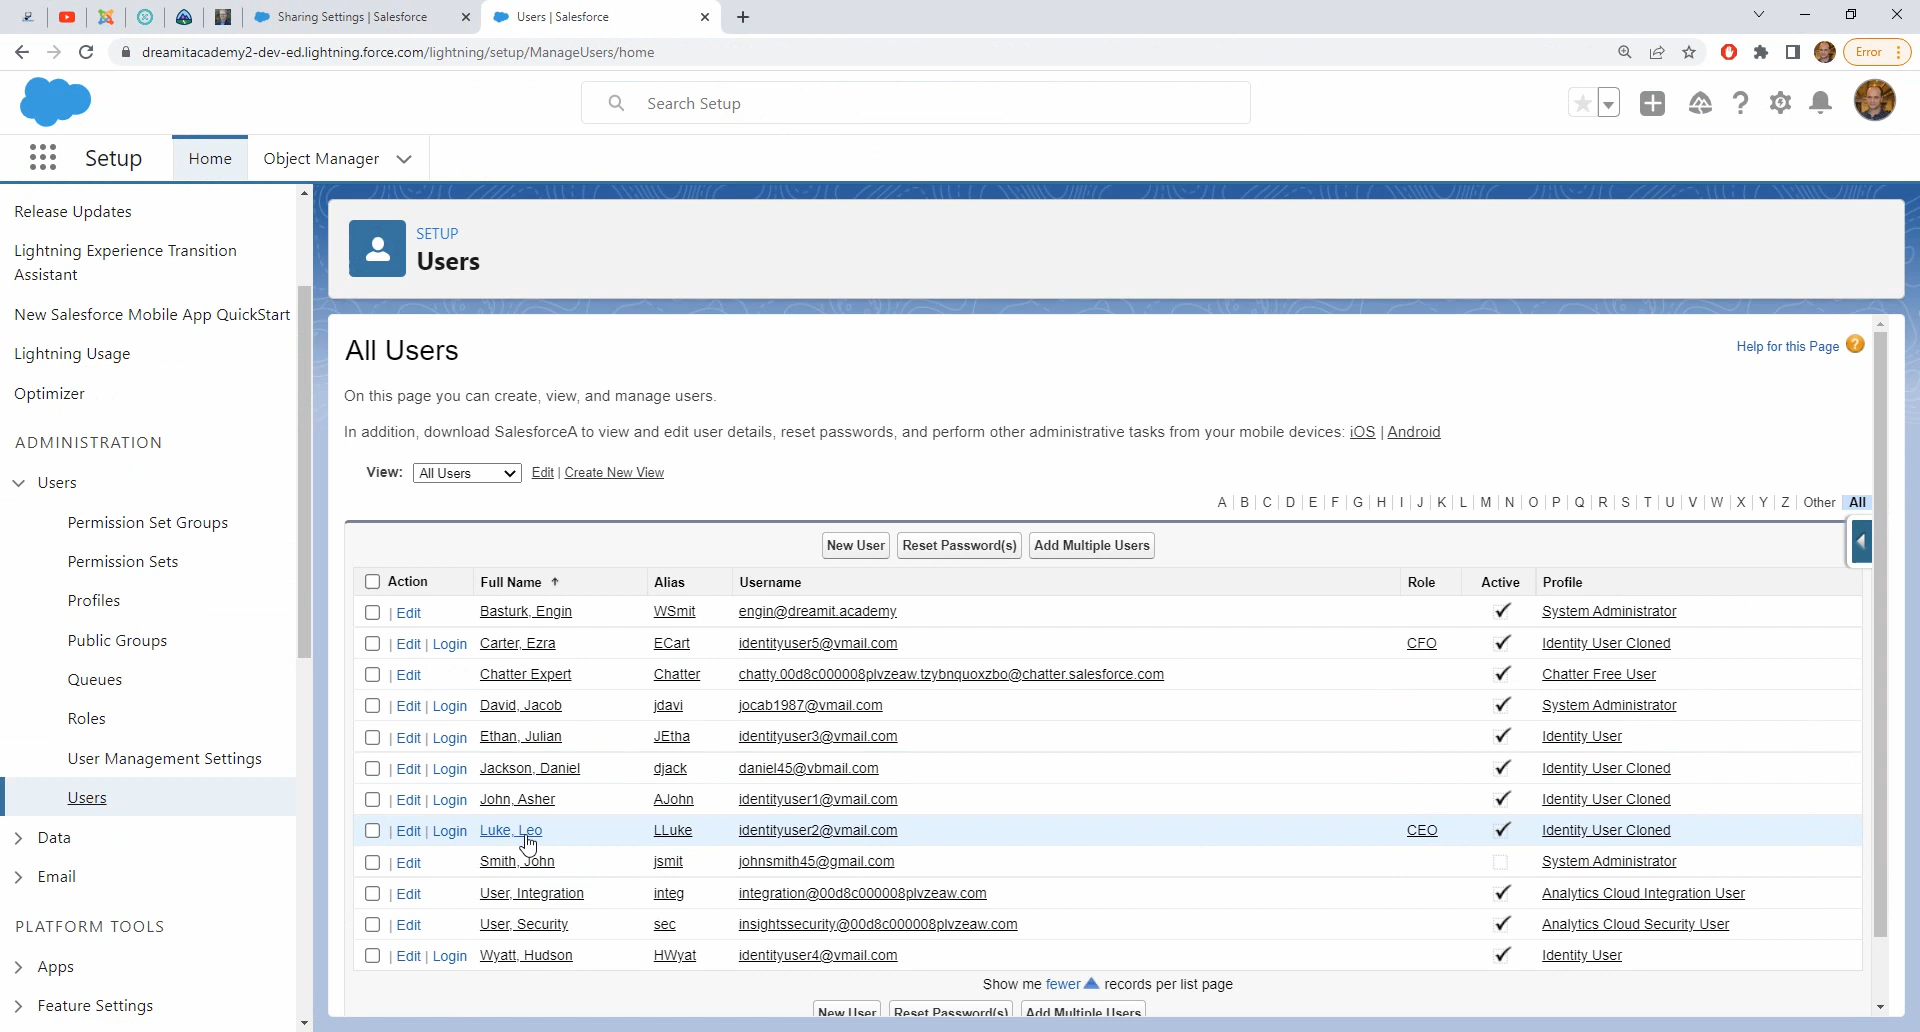 Sharing Settings | Salesforce
Users | Salesforce
dreamitacademy2-dev-ed.lightning.force.com/lightning/setup/ManageUsers/home
Error
Search Setup
Setup
Home
Object Manager
Release Updates
Lightning Experience Transition
Assistant
New Salesforce Mobile App QuickStart
Lightning Usage
Optimizer
ADMINISTRATION
Users
Permission Set Groups
Permission Sets
Profiles
Public Groups
Queues
Roles
User Management Settings
Users
Data
Email
PLATFORM TOOLS
Apps
Feature Settings
SETUP
Users
All Users
Help for this Page ?
On this page you can create, view, and manage users.
In addition, download SalesforceA to view and edit user details, reset passwords, and perform other administrative tasks from your mobile devices: iOS | Android
View: All Users Edit | Create New View
A | B | C | D | E | F | G | H | I | J | K | L | M | N | O | P | Q | R | S | T | U | V | W | X | Y | Z | Other All
New User Reset Password(s) Add Multiple Users
Action Full Name Alias Username Role Active Profile
| Edit Basturk, Engin WSmit engin@dreamit.academy System Administrator
| Edit | Login Carter, Ezra ECart identityuser5@vmail.com CFO Identity User Cloned
| Edit Chatter Expert Chatter chatty.00d8c000008plvzeaw.tzybnquoxzbo@chatter.salesforce.com Chatter Free User
| Edit | Login David, Jacob jdavi jocab1987@vmail.com System Administrator
| Edit | Login Ethan, Julian JEtha identityuser3@vmail.com Identity User
| Edit | Login Jackson, Daniel djack daniel45@vbmail.com Identity User Cloned
| Edit | Login John, Asher AJohn identityuser1@vmail.com Identity User Cloned
| Edit | Login Luke, Leo LLuke identityuser2@vmail.com CEO Identity User Cloned
| Edit Smith, John jsmit johnsmith45@gmail.com System Administrator
| Edit User, Integration integ integration@00d8c000008plvzeaw.com Analytics Cloud Integration User
| Edit User, Security sec insightssecurity@00d8c000008plvzeaw.com Analytics Cloud Security User
| Edit | Login Wyatt, Hudson HWyat identityuser4@vmail.com Identity User
Show me fewer records per list page
New User Reset Password(s) Add Multiple Users